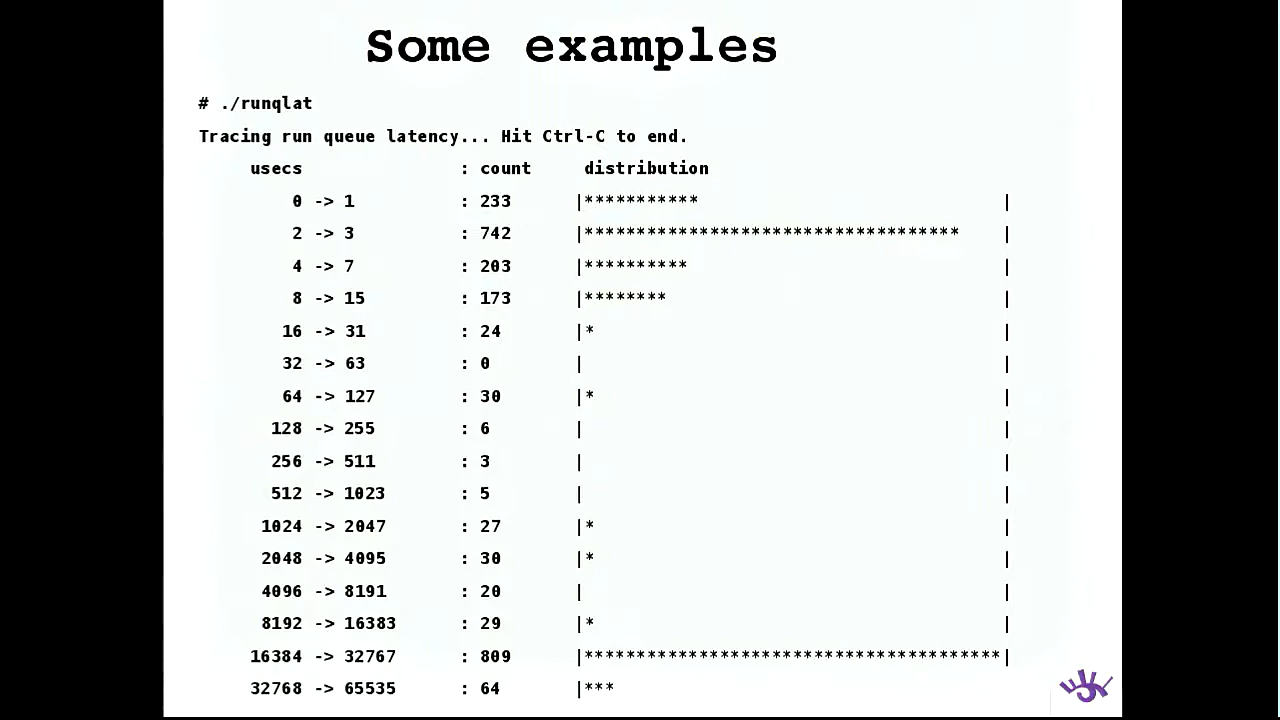 Some examples
# ./runqlat
Tracing run queue latency... Hit Ctrl-C to end.
usecs : count distribution
0 -> 1 : 233 |*********** |
2 -> 3 : 742 |************************************ |
4 -> 7 : 203 |********** |
8 -> 15 : 173 |******** |
16 -> 31 : 24 |* |
32 -> 63 : 0 | |
64 -> 127 : 30 |* |
128 -> 255 : 6 | |
256 -> 511 : 3 | |
512 -> 1023 : 5 | |
1024 -> 2047 : 27 |* |
2048 -> 4095 : 30 |* |
4096 -> 8191 : 20 | |
8192 -> 16383 : 29 |* |
16384 -> 32767 : 809 |****************************************|
32768 -> 65535 : 64 |***